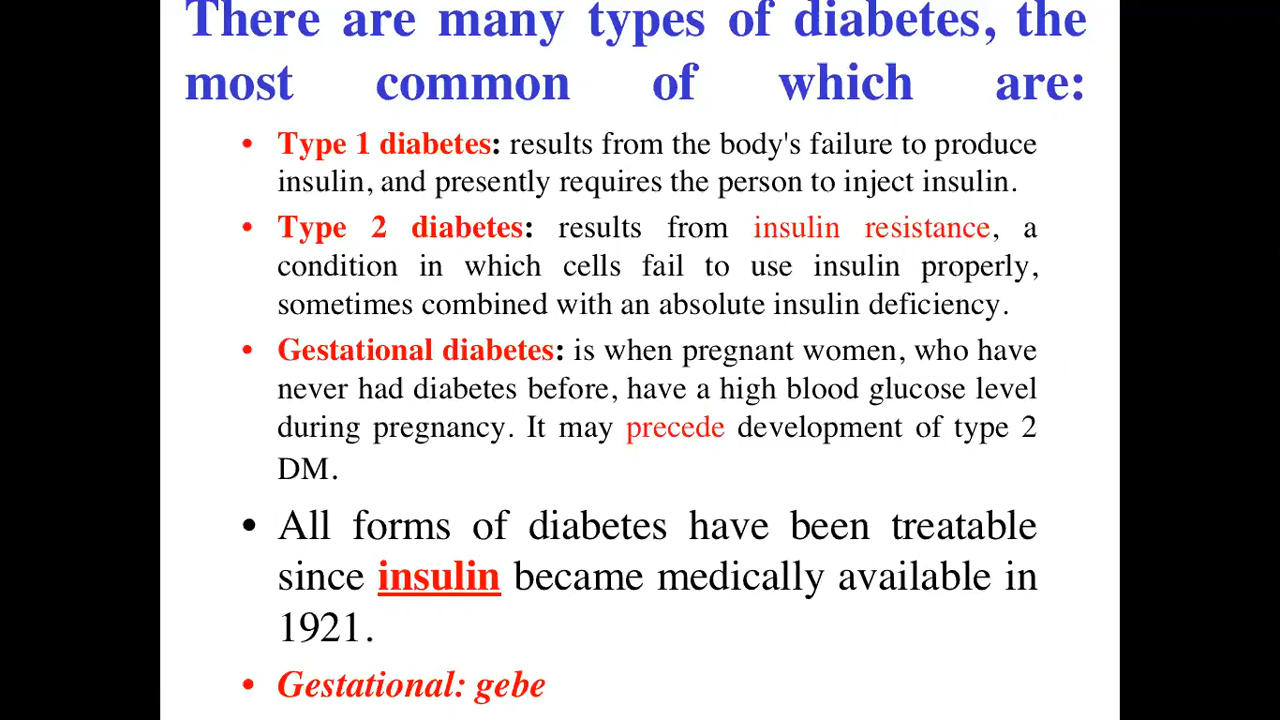 There are many types of diabetes, the
most common of which are:
• Type 1 diabetes: results from the body's failure to produce
insulin, and presently requires the person to inject insulin.
• Type 2 diabetes: results from insulin resistance, a
condition in which cells fail to use insulin properly,
sometimes combined with an absolute insulin deficiency.
• Gestational diabetes: is when pregnant women, who have
never had diabetes before, have a high blood glucose level
during pregnancy. It may precede development of type 2
DM.
• All forms of diabetes have been treatable
since insulin became medically available in
1921.
• Gestational: gebe